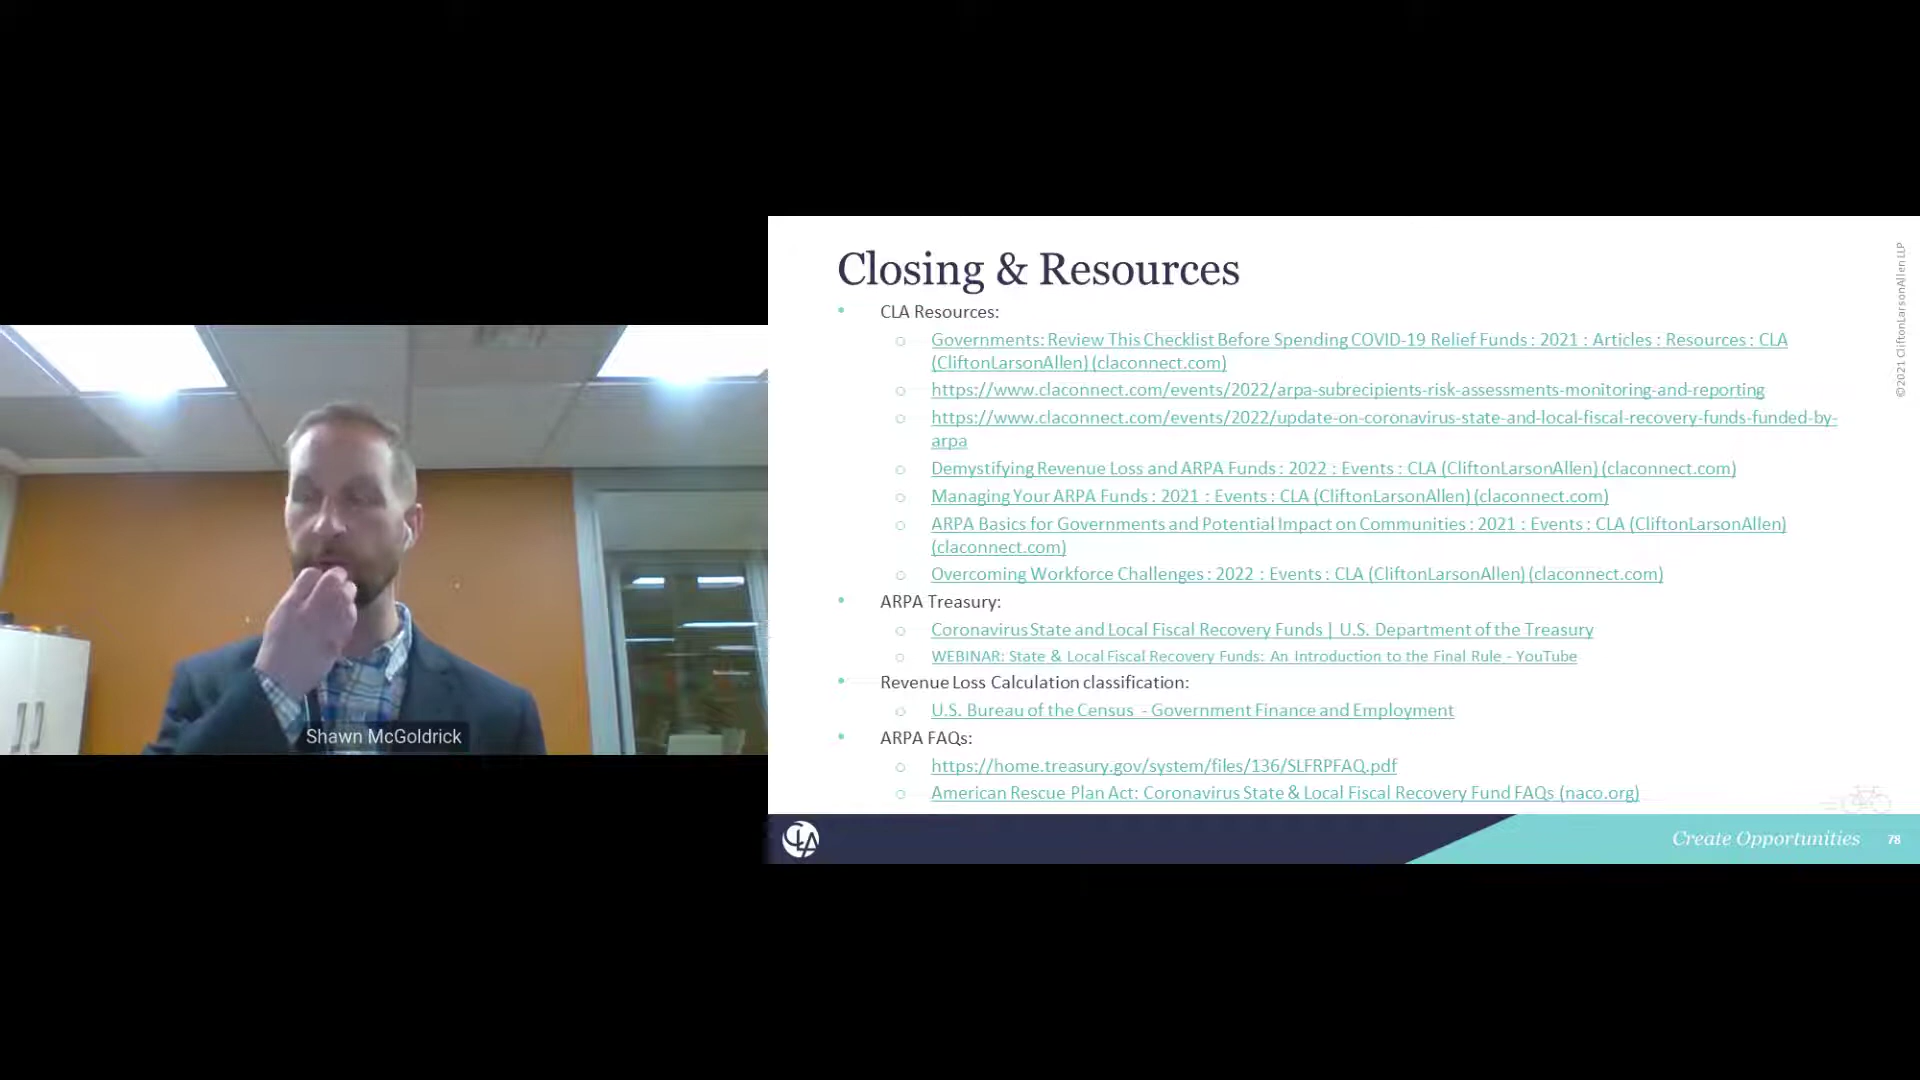 Closing & Resources
• CLA Resources:
○ Governments: Review This Checklist Before Spending COVID-19 Relief Funds : 2021 : Articles : Resources : CLA
(CliftonLarsonAllen) (claconnect.com)
○ https://www.claconnect.com/events/2022/arpa-subrecipients-risk-assessments-monitoring-and-reporting
○ https://www.claconnect.com/events/2022/update-on-coronavirus-state-and-local-fiscal-recovery-funds-funded-by-
arpa
○ Demystifying Revenue Loss and ARPA Funds : 2022 : Events : CLA (CliftonLarsonAllen) (claconnect.com)
○ Managing Your ARPA Funds : 2021 : Events : CLA (CliftonLarsonAllen) (claconnect.com)
○ ARPA Basics for Governments and Potential Impact on Communities : 2021 : Events : CLA (CliftonLarsonAllen)
(claconnect.com)
○ Overcoming Workforce Challenges : 2022 : Events : CLA (CliftonLarsonAllen) (claconnect.com)
• ARPA Treasury:
○ Coronavirus State and Local Fiscal Recovery Funds | U.S. Department of the Treasury
○ WEBINAR: State & Local Fiscal Recovery Funds: An Introduction to the Final Rule - YouTube
• Revenue Loss Calculation classification:
○ U.S. Bureau of the Census - Government Finance and Employment
• ARPA FAQs:
○ https://home.treasury.gov/system/files/136/SLFRPFAQ.pdf
○ American Rescue Plan Act: Coronavirus State & Local Fiscal Recovery Fund FAQs (naco.org)
©2021 CliftonLarsonAllen LLP
CLA
Create Opportunities 78
Shawn McGoldrick